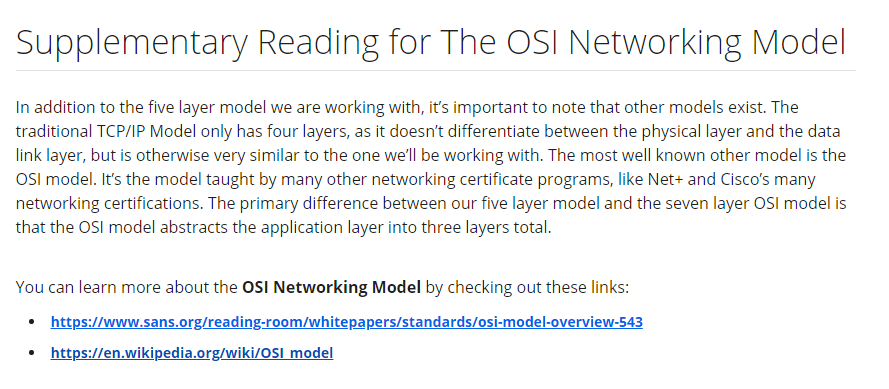 Supplementary Reading for The OSI Networking Model
In addition to the five layer model we are working with, it's important to note that other models exist. The
traditional TCP/IP Model only has four layers, as it doesn't differentiate between the physical layer and the data
link layer, but is otherwise very similar to the one we'll be working with. The most well known other model is the
OSI model. It's the model taught by many other networking certificate programs, like Net+ and Cisco's many
networking certifications. The primary difference between our five layer model and the seven layer OSI model is
that the OSI model abstracts the application layer into three layers total.
You can learn more about the OSI Networking Model by checking out these links:
• https://www.sans.org/reading-room/whitepapers/standards/osi-model-overview-543
• https://en.wikipedia.org/wiki/OSI_model